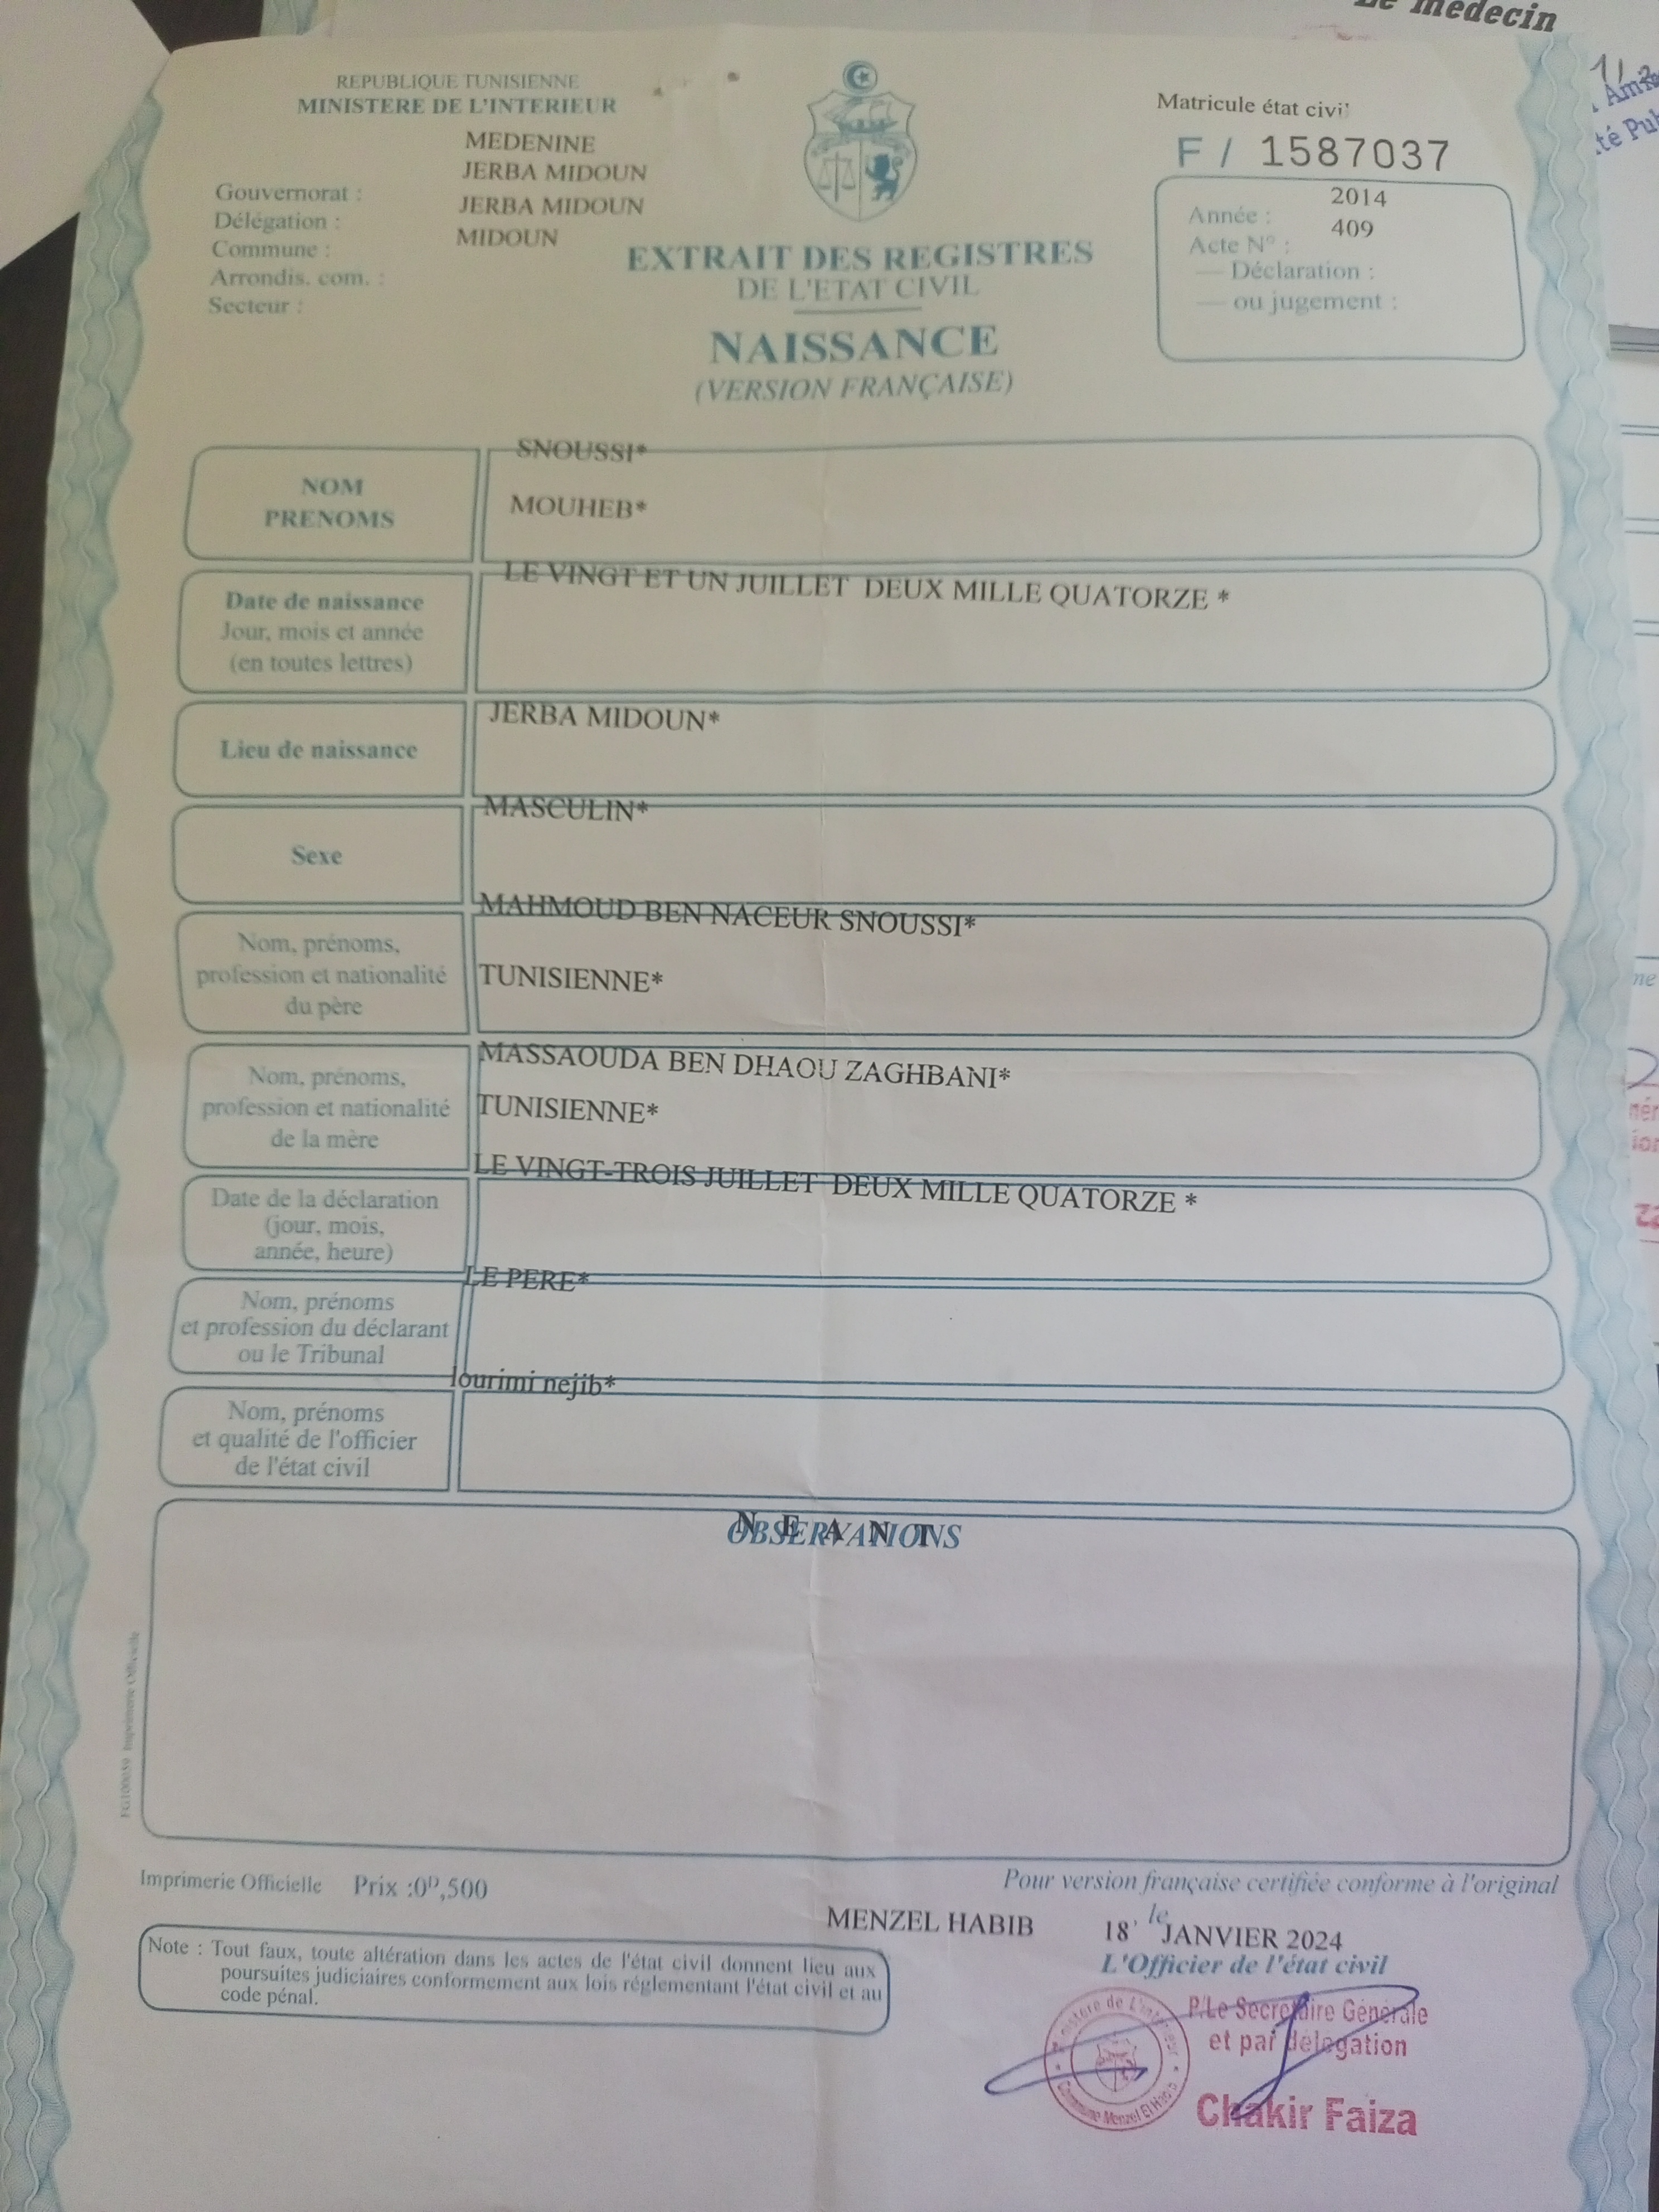 Le médecin
REPUBLIQUE TUNISIENNE
MINISTERE DE L'INTERIEUR
MEDENINE
JERBA MIDOUN
JERBA MIDOUN
MIDOUN
Gouvernorat :
Délégation :
Commune :
Arrondis. com. :
Secteur :
Matricule état civil
F / 1587037
2014
Année :
409
Acte N° :
— Déclaration :
— ou jugement :
EXTRAIT DES REGISTRES
DE L'ETAT CIVIL
NAISSANCE
(VERSION FRANÇAISE)
NOM
PRENOMS
SNOUSSI*
MOUHEB*
Date de naissance
Jour, mois et année
(en toutes lettres)
LE VINGT ET UN JUILLET DEUX MILLE QUATORZE *
Lieu de naissance
JERBA MIDOUN*
Sexe
MASCULIN*
Nom, prénoms,
profession et nationalité
du père
MAHMOUD BEN NACEUR SNOUSSI*
TUNISIENNE*
Nom, prénoms,
profession et nationalité
de la mère
MASSAOUDA BEN DHAOU ZAGHBANI*
TUNISIENNE*
Date de la déclaration
(jour, mois,
année, heure)
LE VINGT-TROIS JUILLET DEUX MILLE QUATORZE *
Nom, prénoms
et profession du déclarant
ou le Tribunal
LE PERE*
Nom, prénoms
et qualité de l'officier
de l'état civil
lourimi nejib*
OBSERVATIONS
N E A N T
Imprimerie Officielle
Prix :0ᴰ,500
Pour version française certifiée conforme à l'original
MENZEL HABIB
le
18 JANVIER 2024
L'Officier de l'état civil
Note : Tout faux, toute altération dans les actes de l'état civil donnent lieu aux
poursuites judiciaires conformement aux lois réglementant l'état civil et au
code pénal.
P/Le Secrétaire Générale
et par délégation
Chakir Faiza
Ministère de L'Intérieur
Commune Menzel El Habib